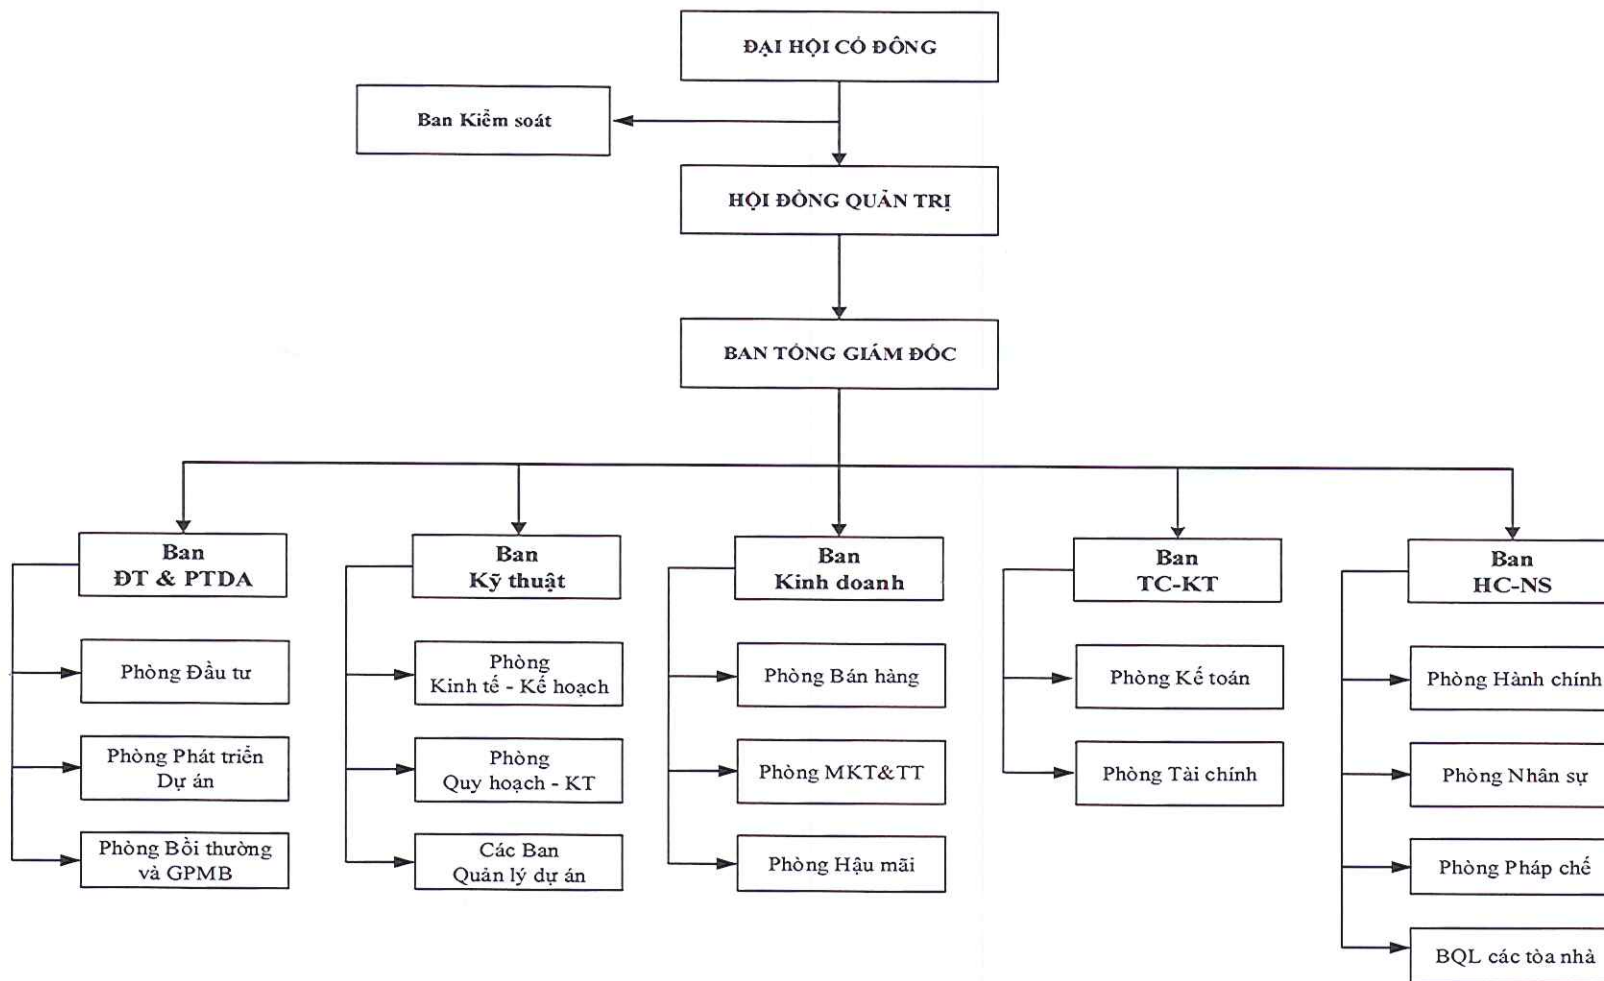 ĐẠI HỘI CỔ ĐÔNG
Ban Kiểm soát
HỘI ĐỒNG QUẢN TRỊ
BAN TỔNG GIÁM ĐỐC
Ban
ĐT & PTDA
Phòng Đầu tư
Phòng Phát triển
Dự án
Phòng Bồi thường
và GPMB
Ban
Kỹ thuật
Phòng
Kinh tế - Kế hoạch
Phòng
Quy hoạch - KT
Các Ban
Quản lý dự án
Ban
Kinh doanh
Phòng Bán hàng
Phòng MKT&TT
Phòng Hậu mãi
Ban
TC-KT
Phòng Kế toán
Phòng Tài chính
Ban
HC-NS
Phòng Hành chính
Phòng Nhân sự
Phòng Pháp chế
BQL các tòa nhà